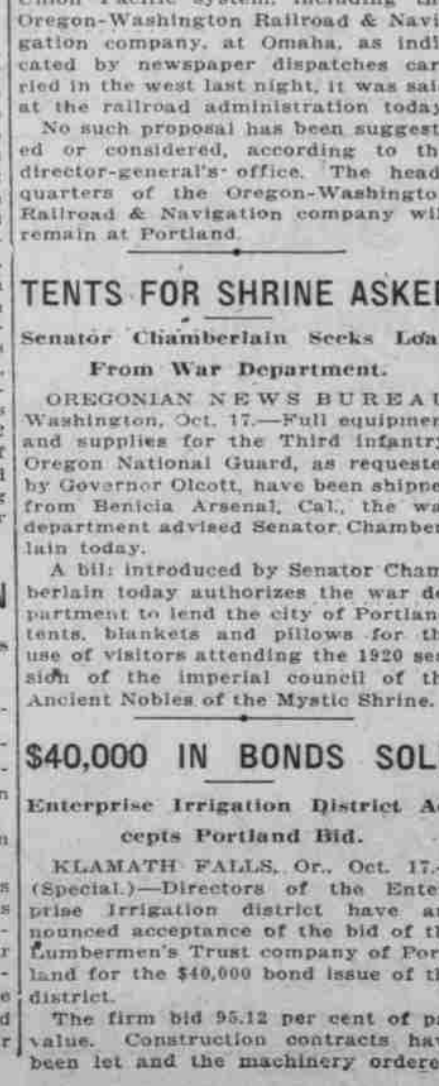 Union Pacific system, including the
Oregon-Washington Railroad & Navi
gation company, at Omaha, as indi
cated by newspaper dispatches car
ried in the west last night, it was sai
at the railroad administration today
No such proposal has been suggest
ed or considered, according to th
director-general's office. The head
quarters of the Oregon-Washingto
Railroad & Navigation company wil
remain at Portland.
TENTS FOR SHRINE ASKE
Senator Chamberlain Seeks Loa
From War Department.
OREGONIAN NEWS BUREAU
Washington, Oct. 17.—Full equipmen
and supplies for the Third infantry
Oregon National Guard, as requeste
by Governor Olcott, have been shippe
from Benicia Arsenal, Cal., the wa
department advised Senator Chamber
lain today.
A bill introduced by Senator Cham
berlain today authorizes the war de
partment to lend the city of Portlan
tents, blankets and pillows for th
use of visitors attending the 1920 ses
sion of the imperial council of th
Ancient Nobles of the Mystic Shrine.
$40,000 IN BONDS SOL
Enterprise Irrigation District Ac
cepts Portland Bid.
KLAMATH FALLS, Or., Oct. 17.
(Special.)—Directors of the Enter
prise Irrigation district have an
nounced acceptance of the bid of th
Lumbermen's Trust company of Port
land for the $40,000 bond issue of th
district.
The firm bid 95.12 per cent of pa
value. Construction contracts hav
been let and the machinery ordere